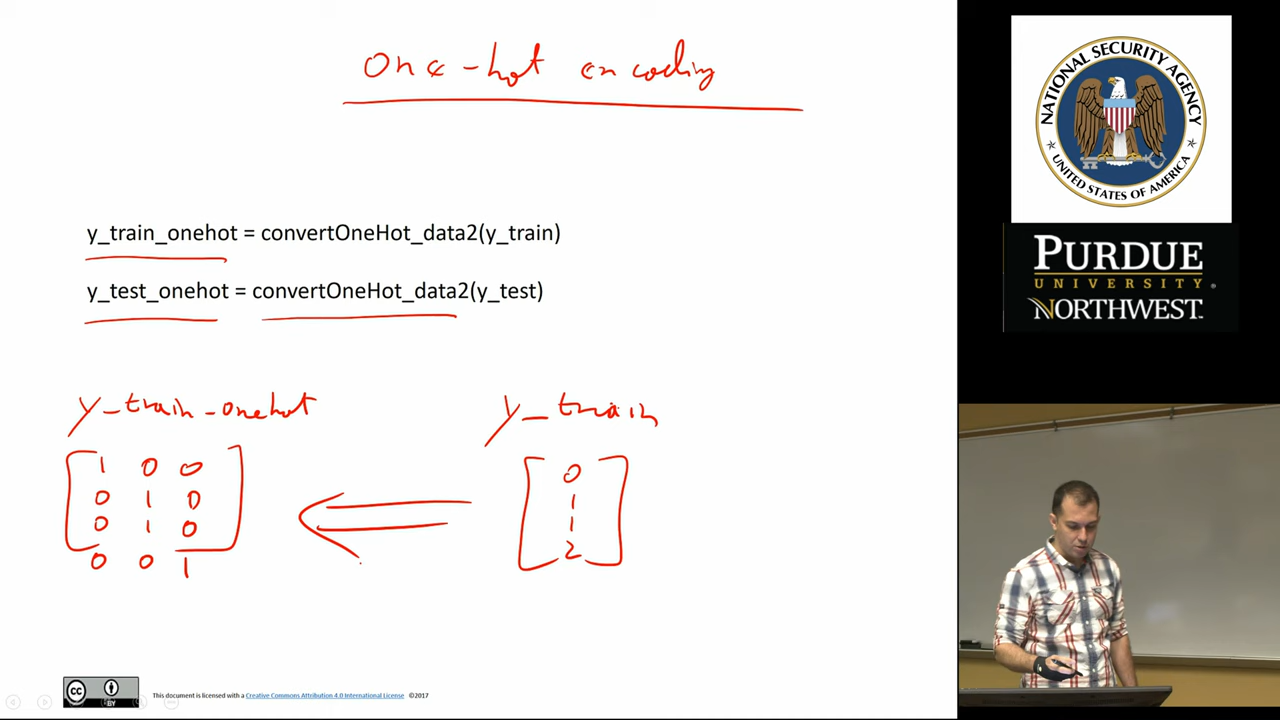 One-hot encoding
y_train_onehot = convertOneHot_data2(y_train)
y_test_onehot = convertOneHot_data2(y_test)
y_train_onehot
1 0 0
0 1 0
0 1 0
0 0 1
y_train
0
1
1
2
cc
BY
This document is licensed with a Creative Commons Attribution 4.0 International License ©2017
NATIONAL SECURITY AGENCY
UNITED STATES OF AMERICA
PURDUE
UNIVERSITY
NORTHWEST